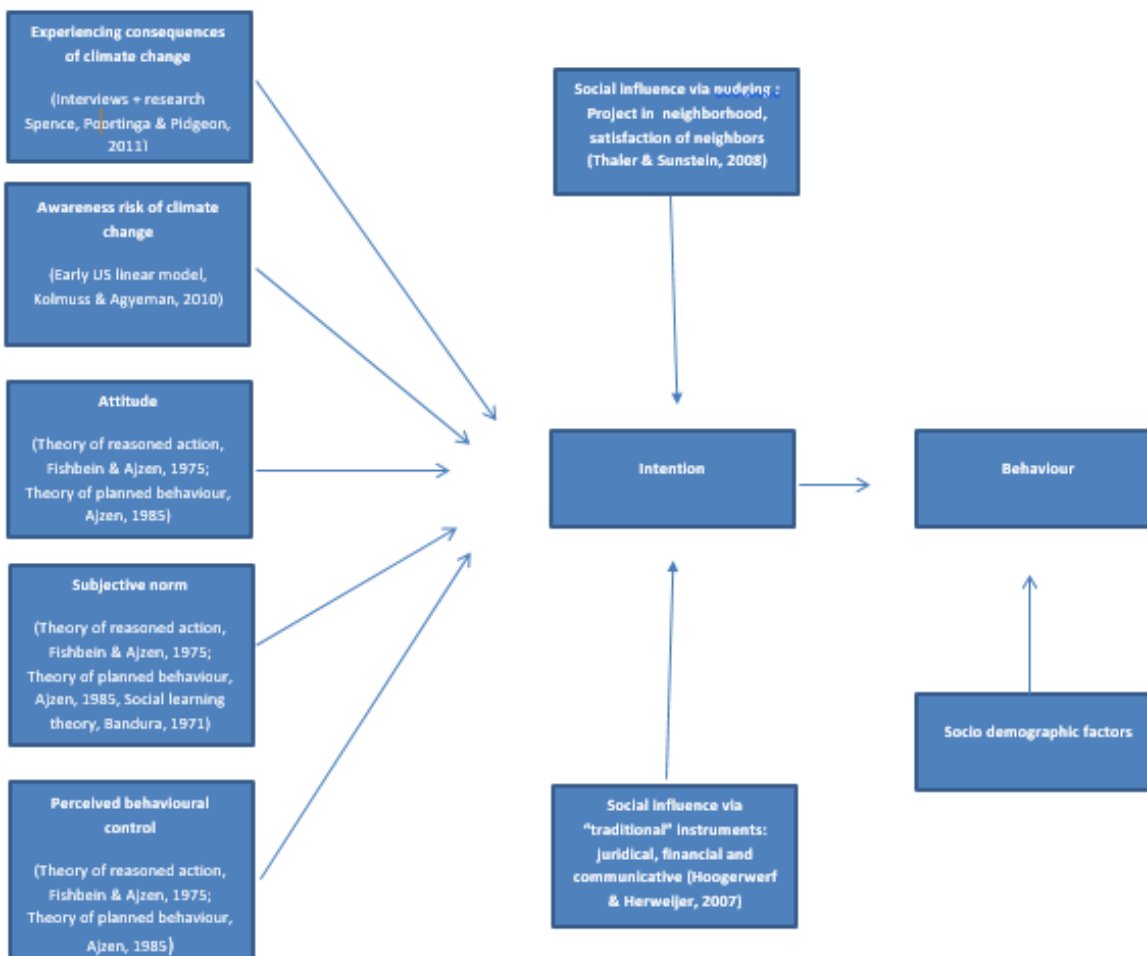 Experiencing consequences
of climate change
(Interviews + research
Spence, Poortinga & Pidgeon,
2011)
Awareness risk of climate
change
(Early US linear model,
Kolmuss & Agyeman, 2010)
Attitude
(Theory of reasoned action,
Fishbein & Ajzen, 1975;
Theory of planned behaviour,
Ajzen, 1985)
Subjective norm
(Theory of reasoned action,
Fishbein & Ajzen, 1975;
Theory of planned behaviour,
Ajzen, 1985, Social learning
theory, Bandura, 1971)
Perceived behavioural
control
(Theory of reasoned action,
Fishbein & Ajzen, 1975;
Theory of planned behaviour,
Ajzen, 1985)
Social influence via nudging :
Project in neighborhood,
satisfaction of neighbors
(Thaler & Sunstein, 2008)
Intention
Social influence via
"traditional" instruments:
juridical, financial and
communicative (Hoogerwerf
& Herweijer, 2007)
Behaviour
Socio demographic factors